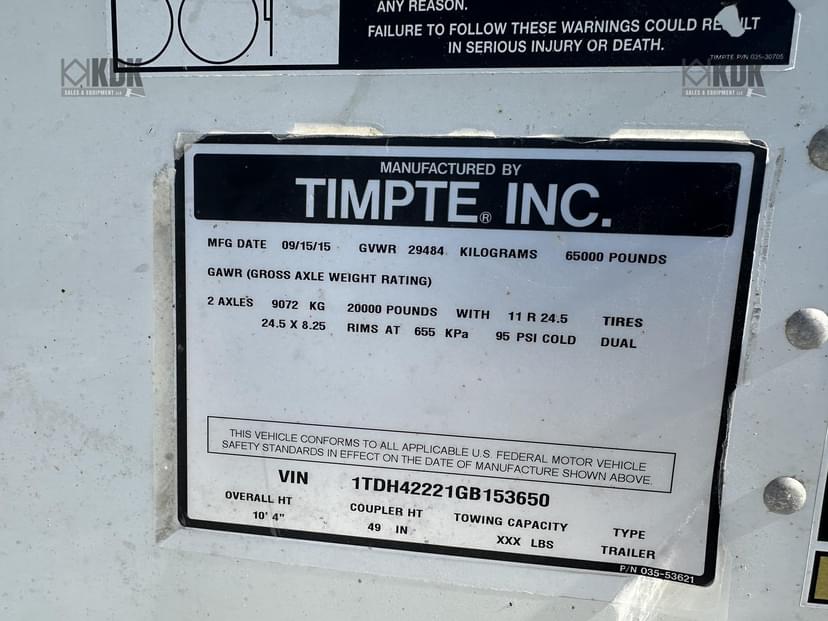 ANY REASON.
FAILURE TO FOLLOW THESE WARNINGS COULD RE ULT
IN SERIOUS INJURY OR DEATH.
TIMPTE P/N 035-30705
KDK
SALES & EQUIPMENT LLC
KDK
SALES & EQUIPMENT LLC
MANUFACTURED BY
TIMPTE® INC.
MFG DATE 09/15/15 GVWR 29484 KILOGRAMS 65000 POUNDS
GAWR (GROSS AXLE WEIGHT RATING)
2 AXLES 9072 KG 20000 POUNDS WITH 11 R 24.5 TIRES
24.5 X 8.25 RIMS AT 655 KPa 95 PSI COLD DUAL
THIS VEHICLE CONFORMS TO ALL APPLICABLE U.S. FEDERAL MOTOR VEHICLE
SAFETY STANDARDS IN EFFECT ON THE DATE OF MANUFACTURE SHOWN ABOVE.
VIN 1TDH42221GB153650
OVERALL HT COUPLER HT TOWING CAPACITY TYPE
10' 4" 49 IN XXX LBS TRAILER
P/N 035-53621